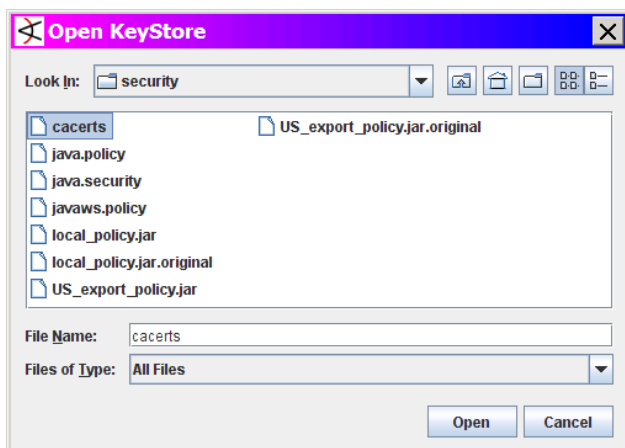 Open KeyStore
Look In: security
cacerts
US_export_policy.jar.original
java.policy
java.security
javaws.policy
local_policy.jar
local_policy.jar.original
US_export_policy.jar
File Name: cacerts
Files of Type: All Files
Open Cancel